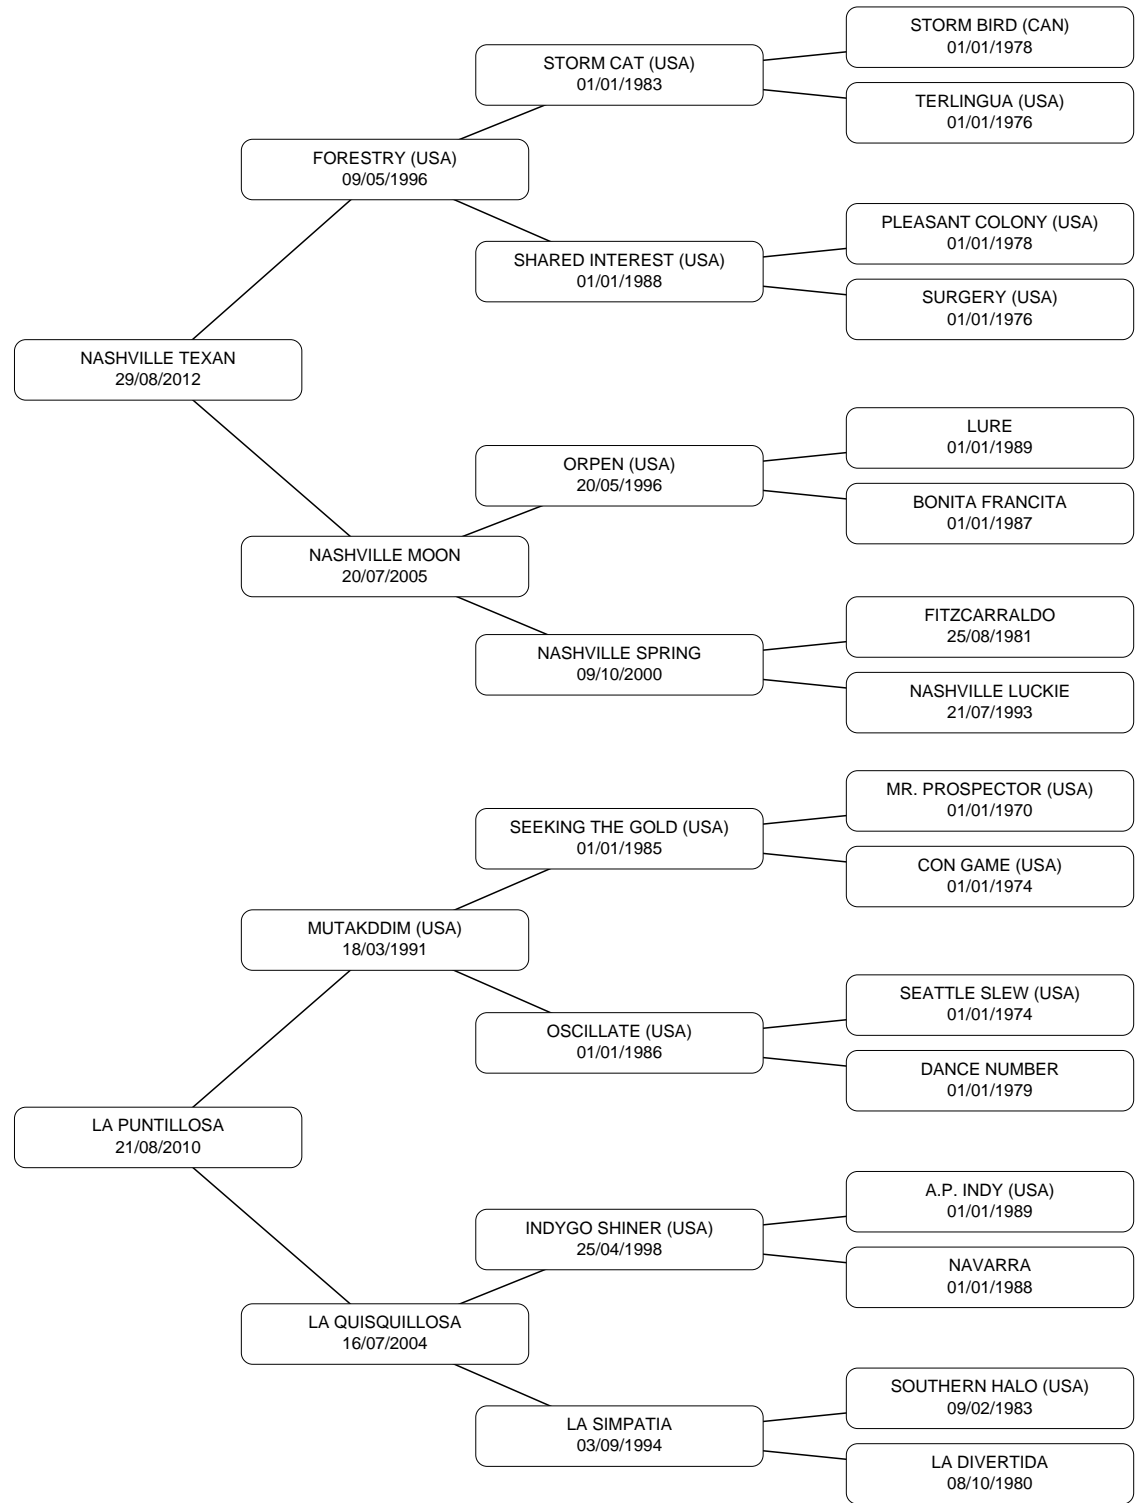 STORM BIRD (CAN)
01/01/1978
STORM CAT (USA)
01/01/1983
TERLINGUA (USA)
01/01/1976
FORESTRY (USA)
09/05/1996
PLEASANT COLONY (USA)
01/01/1978
SHARED INTEREST (USA)
01/01/1988
SURGERY (USA)
01/01/1976
NASHVILLE TEXAN
29/08/2012
LURE
01/01/1989
ORPEN (USA)
20/05/1996
BONITA FRANCITA
01/01/1987
NASHVILLE MOON
20/07/2005
FITZCARRALDO
25/08/1981
NASHVILLE SPRING
09/10/2000
NASHVILLE LUCKIE
21/07/1993
MR. PROSPECTOR (USA)
01/01/1970
SEEKING THE GOLD (USA)
01/01/1985
CON GAME (USA)
01/01/1974
MUTAKDDIM (USA)
18/03/1991
SEATTLE SLEW (USA)
01/01/1974
OSCILLATE (USA)
01/01/1986
DANCE NUMBER
01/01/1979
LA PUNTILLOSA
21/08/2010
A.P. INDY (USA)
01/01/1989
INDYGO SHINER (USA)
25/04/1998
NAVARRA
01/01/1988
LA QUISQUILLOSA
16/07/2004
SOUTHERN HALO (USA)
09/02/1983
LA SIMPATIA
03/09/1994
LA DIVERTIDA
08/10/1980